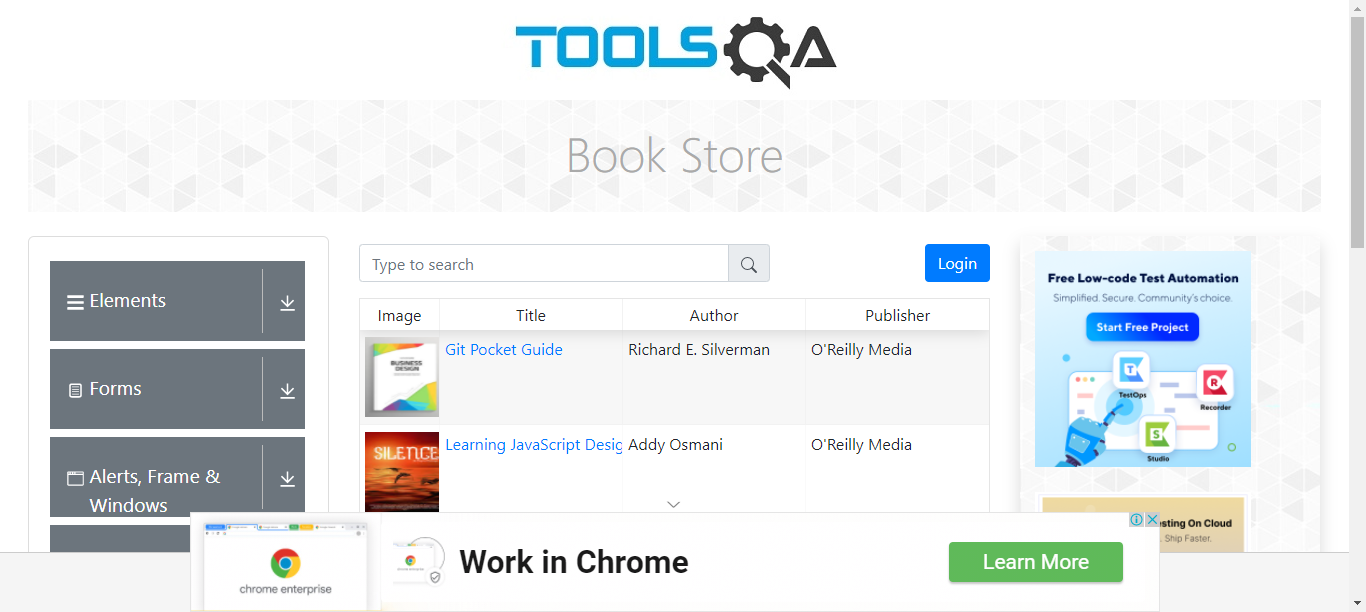 TOOLSQA
Book Store
Elements
Forms
Alerts, Frame &
Windows
Type to search
Login
Image Title Author Publisher
BUSINESS
DESIGN
Git Pocket Guide Richard E. Silverman O'Reilly Media
SILENCE
Learning JavaScript Desig Addy Osmani O'Reilly Media
Free Low-code Test Automation
Simplified. Secure. Community's choice.
Start Free Project
TestOps
Recorder
Studio
sting On Cloud
Ship Faster.
chrome enterprise
Work in Chrome
Learn More